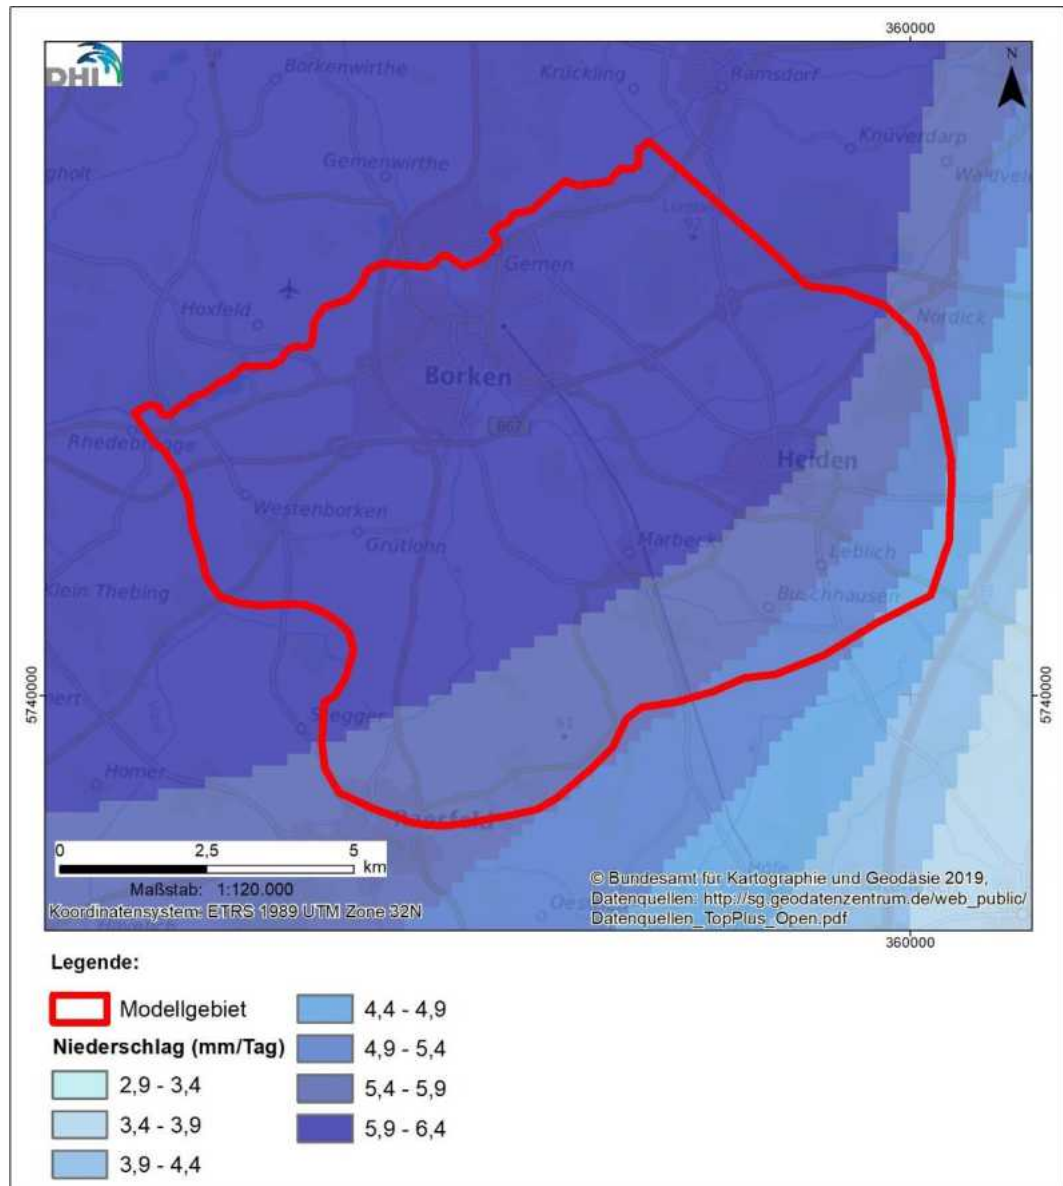 360000
DHI
N
Borkenwirthe
Krückling
Ramsdorf
Knüverdarp
Gemenwirthe
Gemen
Hoxfeld
Nordick
Borken
B67
Heiden
Westenborken
Grütlohn
Marbeck
Leblich
Klein Thebing
Buschhausen
5740000
5740000
Homer
0 2,5 5
km
Maßstab: 1:120.000
Koordinatensystem: ETRS 1989 UTM Zone 32N
© Bundesamt für Kartographie und Geodäsie 2019,
Datenquellen: http://sg.geodatenzentrum.de/web_public/
Datenquellen_TopPlus_Open.pdf
360000
Legende:
Modellgebiet
Niederschlag (mm/Tag)
2,9 - 3,4
3,4 - 3,9
3,9 - 4,4
4,4 - 4,9
4,9 - 5,4
5,4 - 5,9
5,9 - 6,4